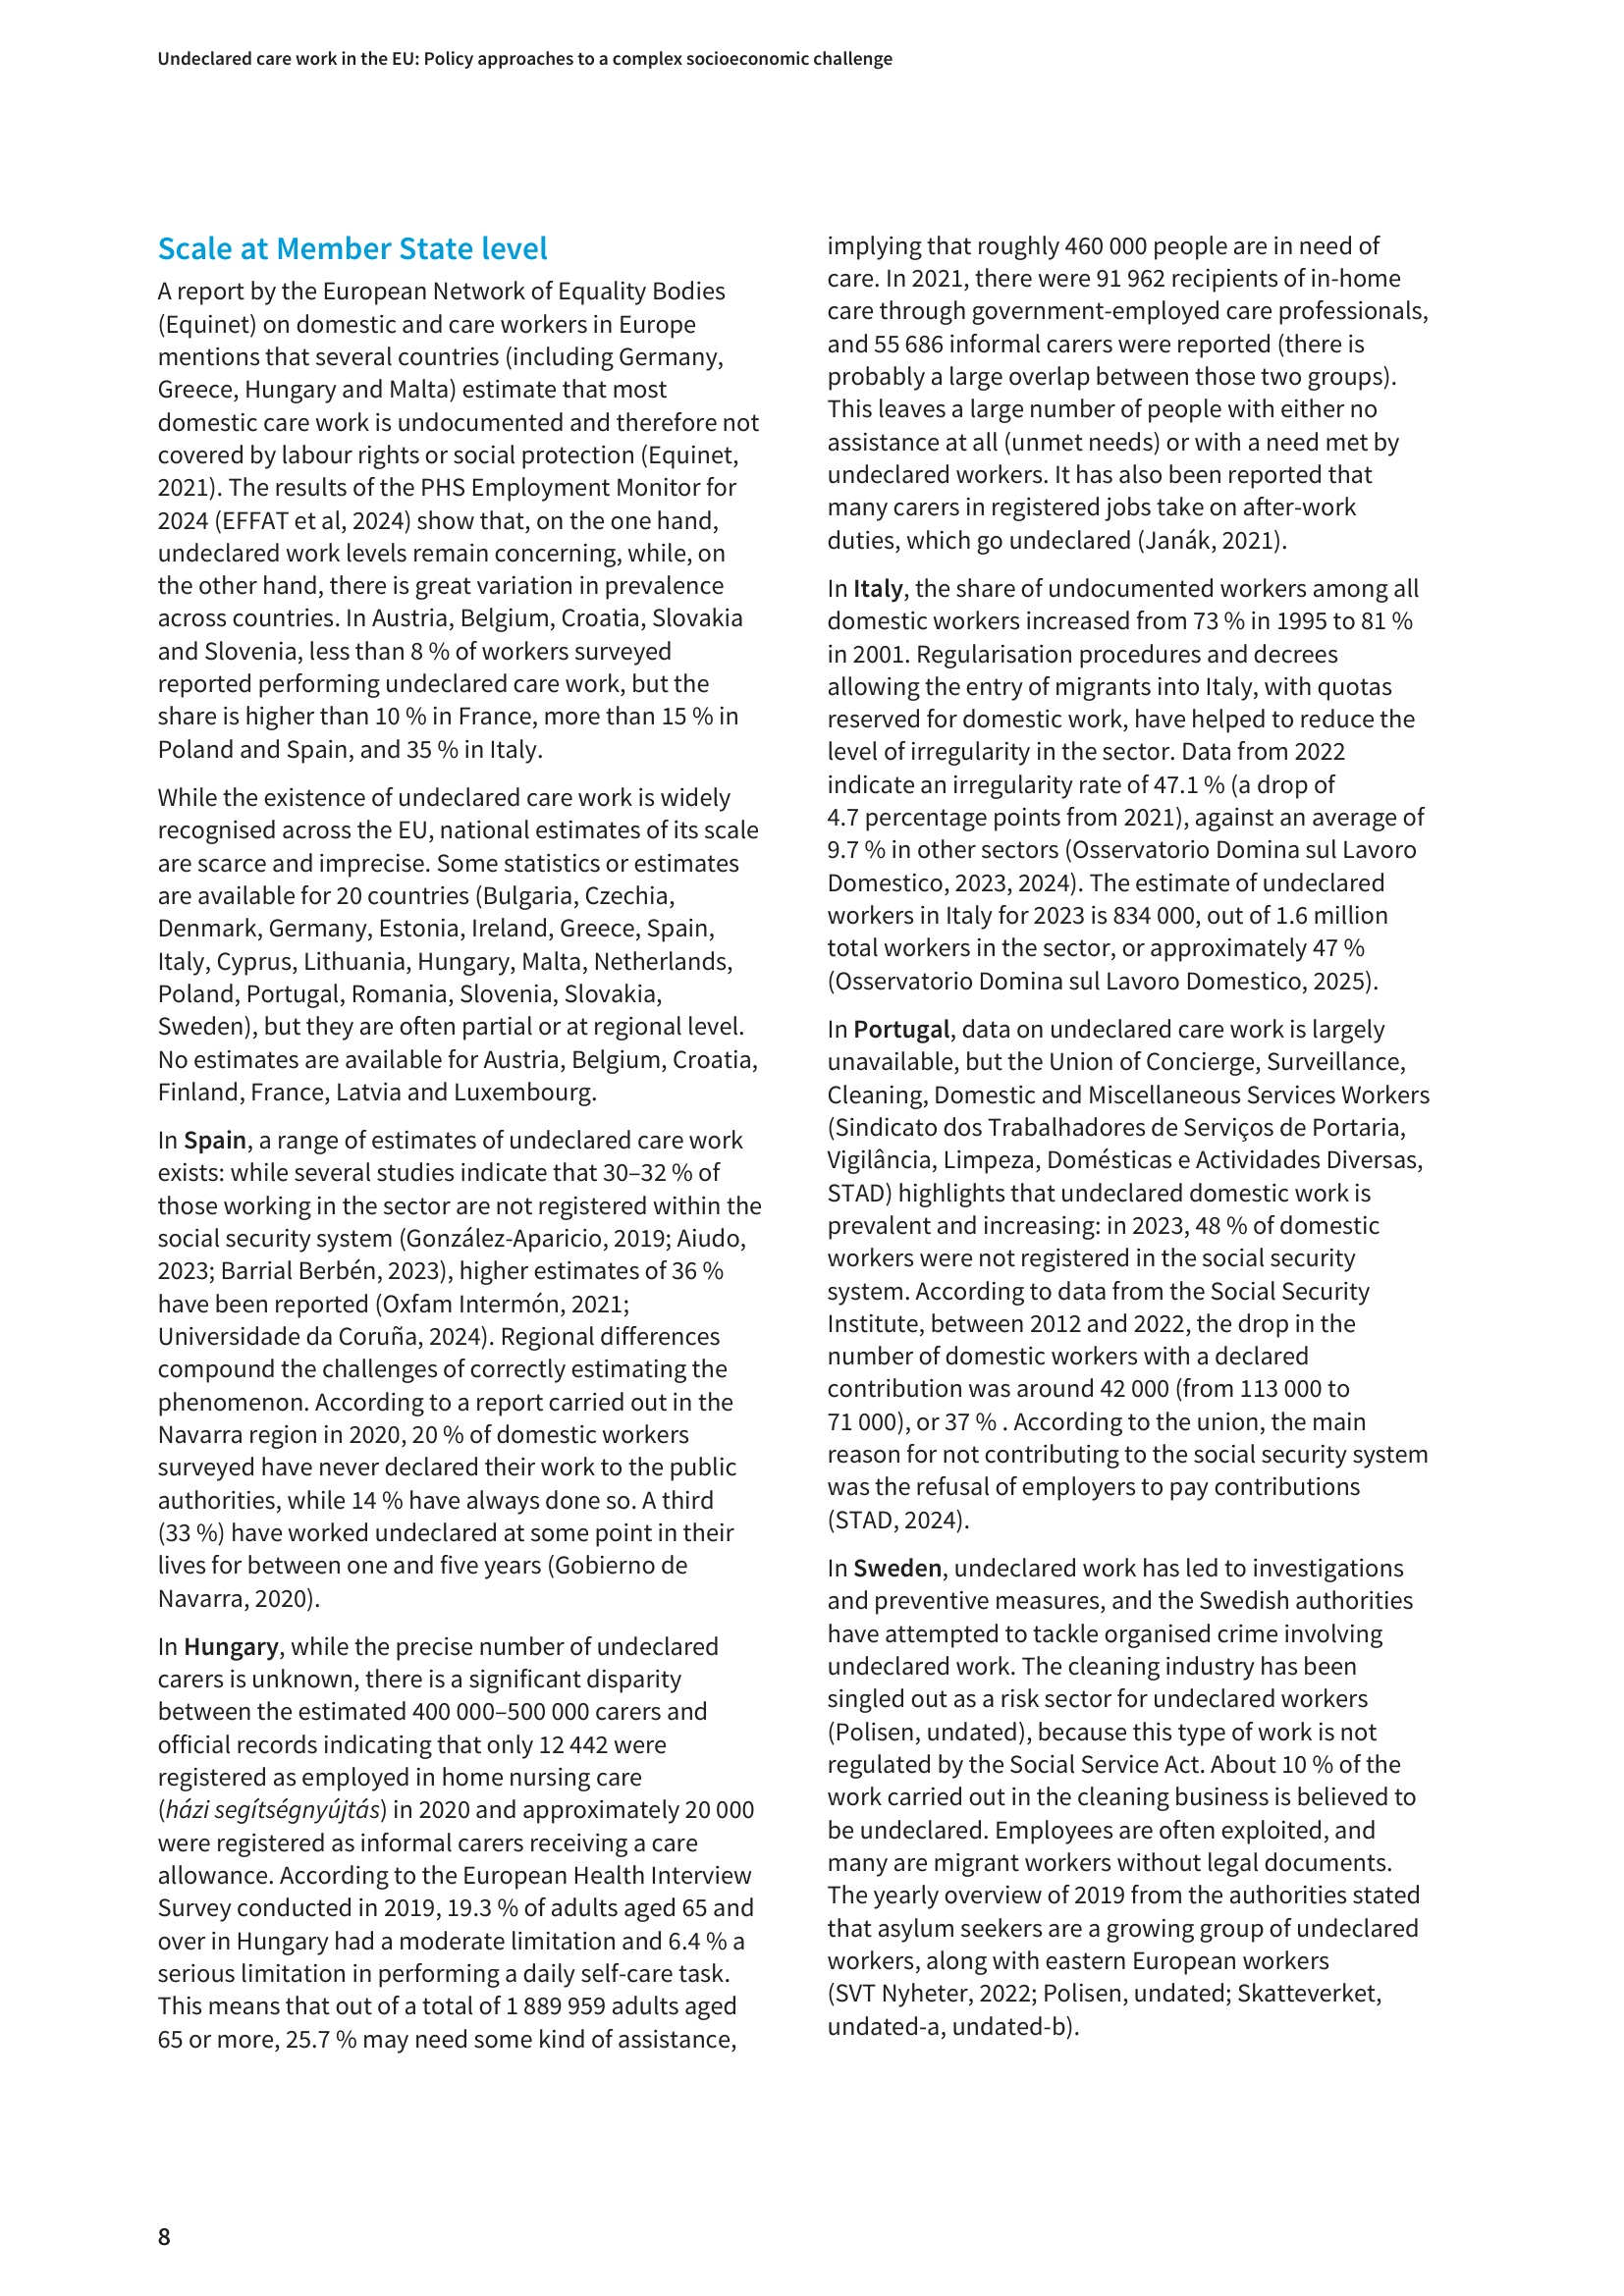 Undeclared care work in the EU: Policy approaches to a complex socioeconomic challenge
Scale at Member State level
A report by the European Network of Equality Bodies
(Equinet) on domestic and care workers in Europe
mentions that several countries (including Germany,
Greece, Hungary and Malta) estimate that most
domestic care work is undocumented and therefore not
covered by labour rights or social protection (Equinet,
2021). The results of the PHS Employment Monitor for
2024 (EFFAT et al, 2024) show that, on the one hand,
undeclared work levels remain concerning, while, on
the other hand, there is great variation in prevalence
across countries. In Austria, Belgium, Croatia, Slovakia
and Slovenia, less than 8 % of workers surveyed
reported performing undeclared care work, but the
share is higher than 10 % in France, more than 15 % in
Poland and Spain, and 35 % in Italy.
While the existence of undeclared care work is widely
recognised across the EU, national estimates of its scale
are scarce and imprecise. Some statistics or estimates
are available for 20 countries (Bulgaria, Czechia,
Denmark, Germany, Estonia, Ireland, Greece, Spain,
Italy, Cyprus, Lithuania, Hungary, Malta, Netherlands,
Poland, Portugal, Romania, Slovenia, Slovakia,
Sweden), but they are often partial or at regional level.
No estimates are available for Austria, Belgium, Croatia,
Finland, France, Latvia and Luxembourg.
In Spain, a range of estimates of undeclared care work
exists: while several studies indicate that 30–32 % of
those working in the sector are not registered within the
social security system (González-Aparicio, 2019; Aiudo,
2023; Barrial Berbén, 2023), higher estimates of 36 %
have been reported (Oxfam Intermón, 2021;
Universidade da Coruña, 2024). Regional differences
compound the challenges of correctly estimating the
phenomenon. According to a report carried out in the
Navarra region in 2020, 20 % of domestic workers
surveyed have never declared their work to the public
authorities, while 14 % have always done so. A third
(33 %) have worked undeclared at some point in their
lives for between one and five years (Gobierno de
Navarra, 2020).
In Hungary, while the precise number of undeclared
carers is unknown, there is a significant disparity
between the estimated 400 000–500 000 carers and
official records indicating that only 12 442 were
registered as employed in home nursing care
(házi segítségnyújtás) in 2020 and approximately 20 000
were registered as informal carers receiving a care
allowance. According to the European Health Interview
Survey conducted in 2019, 19.3 % of adults aged 65 and
over in Hungary had a moderate limitation and 6.4 % a
serious limitation in performing a daily self-care task.
This means that out of a total of 1 889 959 adults aged
65 or more, 25.7 % may need some kind of assistance,
implying that roughly 460 000 people are in need of
care. In 2021, there were 91 962 recipients of in-home
care through government-employed care professionals,
and 55 686 informal carers were reported (there is
probably a large overlap between those two groups).
This leaves a large number of people with either no
assistance at all (unmet needs) or with a need met by
undeclared workers. It has also been reported that
many carers in registered jobs take on after-work
duties, which go undeclared (Janák, 2021).
In Italy, the share of undocumented workers among all
domestic workers increased from 73 % in 1995 to 81 %
in 2001. Regularisation procedures and decrees
allowing the entry of migrants into Italy, with quotas
reserved for domestic work, have helped to reduce the
level of irregularity in the sector. Data from 2022
indicate an irregularity rate of 47.1 % (a drop of
4.7 percentage points from 2021), against an average of
9.7 % in other sectors (Osservatorio Domina sul Lavoro
Domestico, 2023, 2024). The estimate of undeclared
workers in Italy for 2023 is 834 000, out of 1.6 million
total workers in the sector, or approximately 47 %
(Osservatorio Domina sul Lavoro Domestico, 2025).
In Portugal, data on undeclared care work is largely
unavailable, but the Union of Concierge, Surveillance,
Cleaning, Domestic and Miscellaneous Services Workers
(Sindicato dos Trabalhadores de Serviços de Portaria,
Vigilância, Limpeza, Domésticas e Actividades Diversas,
STAD) highlights that undeclared domestic work is
prevalent and increasing: in 2023, 48 % of domestic
workers were not registered in the social security
system. According to data from the Social Security
Institute, between 2012 and 2022, the drop in the
number of domestic workers with a declared
contribution was around 42 000 (from 113 000 to
71 000), or 37 % . According to the union, the main
reason for not contributing to the social security system
was the refusal of employers to pay contributions
(STAD, 2024).
In Sweden, undeclared work has led to investigations
and preventive measures, and the Swedish authorities
have attempted to tackle organised crime involving
undeclared work. The cleaning industry has been
singled out as a risk sector for undeclared workers
(Polisen, undated), because this type of work is not
regulated by the Social Service Act. About 10 % of the
work carried out in the cleaning business is believed to
be undeclared. Employees are often exploited, and
many are migrant workers without legal documents.
The yearly overview of 2019 from the authorities stated
that asylum seekers are a growing group of undeclared
workers, along with eastern European workers
(SVT Nyheter, 2022; Polisen, undated; Skatteverket,
undated-a, undated-b).
8